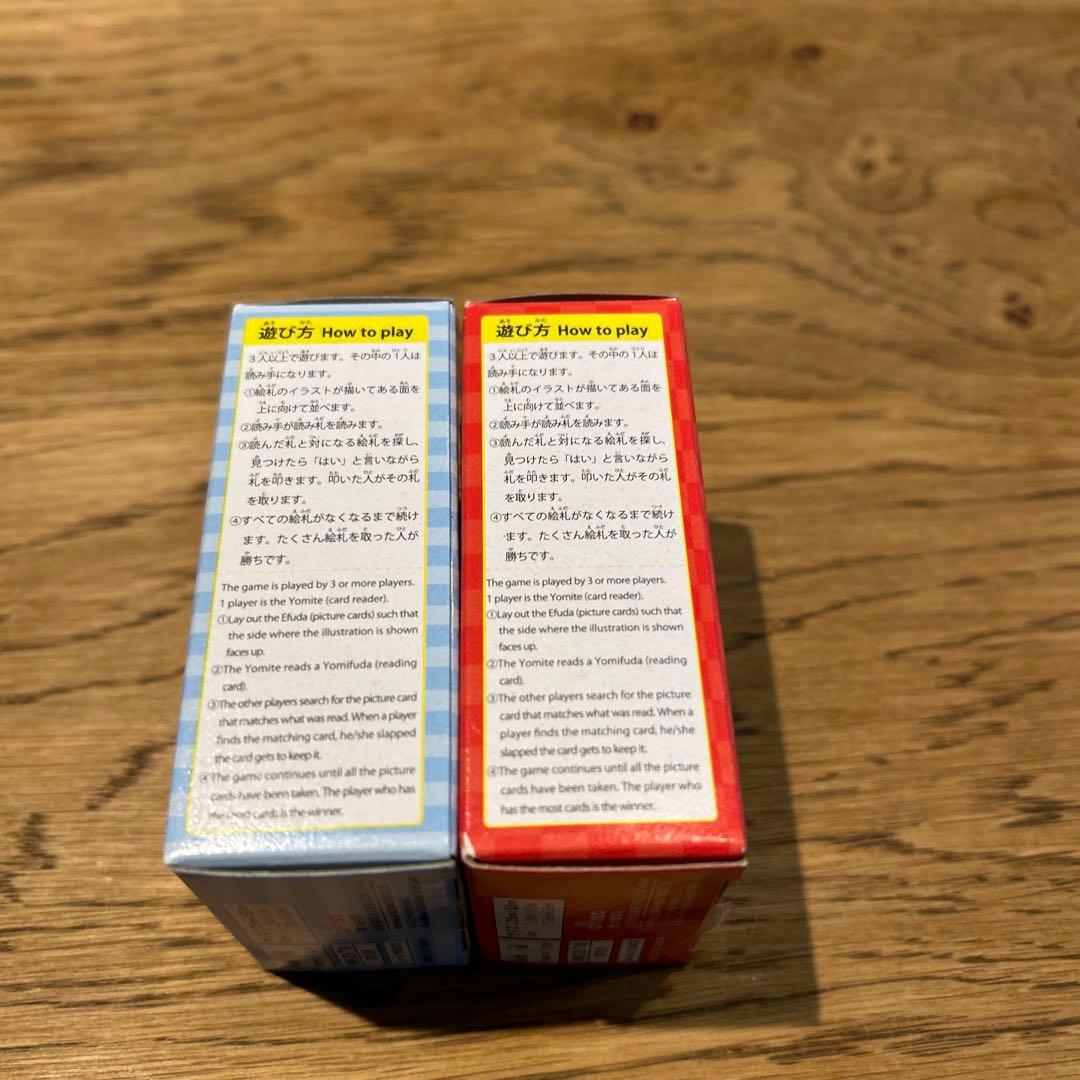 遊び方 How to play
3人以上で遊びます。その中の1人は
読み手になります。
①絵札のイラストが描いてある面を
上に向けて並べます。
②読み手が読み札を読みます。
③読んだ札と対になる絵札を探し、
見つけたら「はい」と言いながら
札を叩きます。叩いた人がその札
を取ります。
④すべての絵札がなくなるまで続け
ます。たくさん絵札を取った人が
勝ちです。
The game is played by 3 or more players.
1 player is the Yomite (card reader).
①Lay out the Efuda (picture cards) such that
the side where the illustration is shown
faces up.
②The Yomite reads a Yomifuda (reading
card).
③The other players search for the picture card
that matches what was read. When a player
finds the matching card, he/she slapped
the card gets to keep it.
④The game continues until all the picture
cards have been taken. The player who has
the most cards is the winner.
遊び方 How to play
3人以上で遊びます。その中の1人は
読み手になります。
①絵札のイラストが描いてある面を
上に向けて並べます。
②読み手が読み札を読みます。
③読んだ札と対になる絵札を探し、
見つけたら「はい」と言いながら
札を叩きます。叩いた人がその札
を取ります。
④すべての絵札がなくなるまで続け
ます。たくさん絵札を取った人が
勝ちです。
The game is played by 3 or more players.
1 player is the Yomite (card reader).
①Lay out the Efuda (picture cards) such that
the side where the illustration is shown
faces up.
②The Yomite reads a Yomifuda (reading
card).
③The other players search for the picture
card that matches what was read. When a
player finds the matching card, he/she
slapped the card gets to keep it.
④The game continues until all the picture
cards have been taken. The player who
has the most cards is the winner.